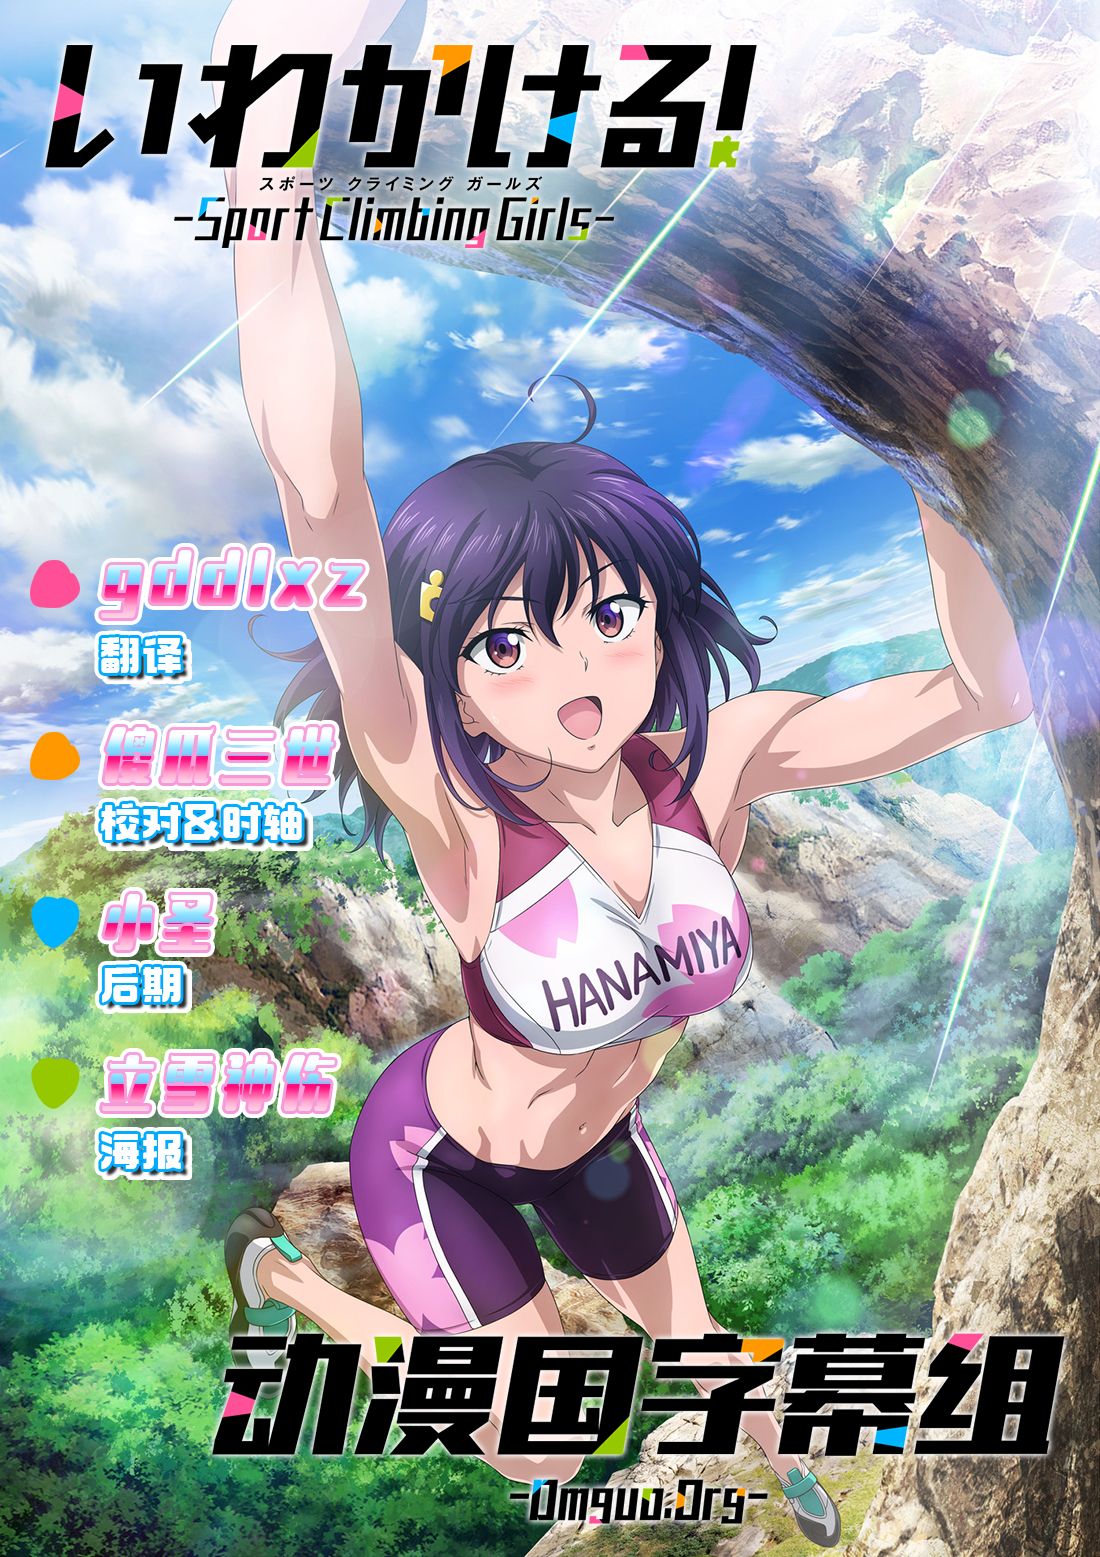 いわかける!
スポーツ クライミング ガールズ
-Sport Climbing Girls-
gddlxz
翻译
傻瓜三世
校对&时轴
HANAMIYA
小圣
后期
立雪神伤
海报
动漫国字幕组
-Dmguo.Org-